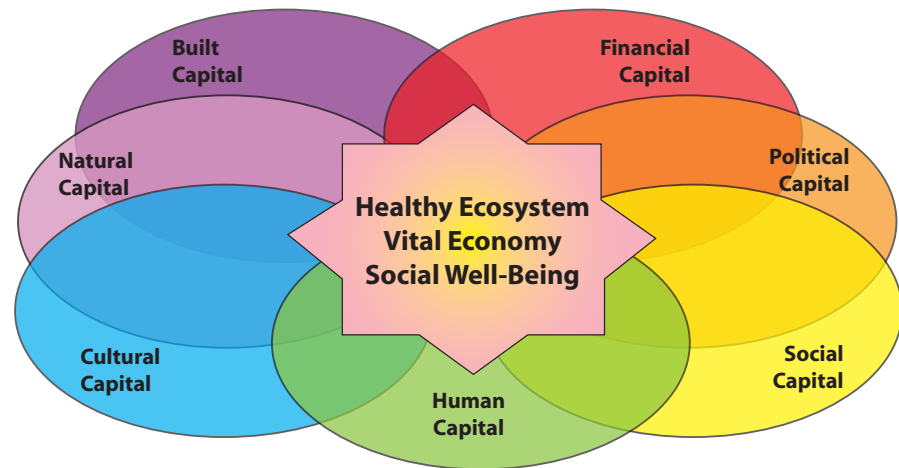 Built
Capital
Financial
Capital
Natural
Capital
Political
Capital
Healthy Ecosystem
Vital Economy
Social Well-Being
Cultural
Capital
Social
Capital
Human
Capital